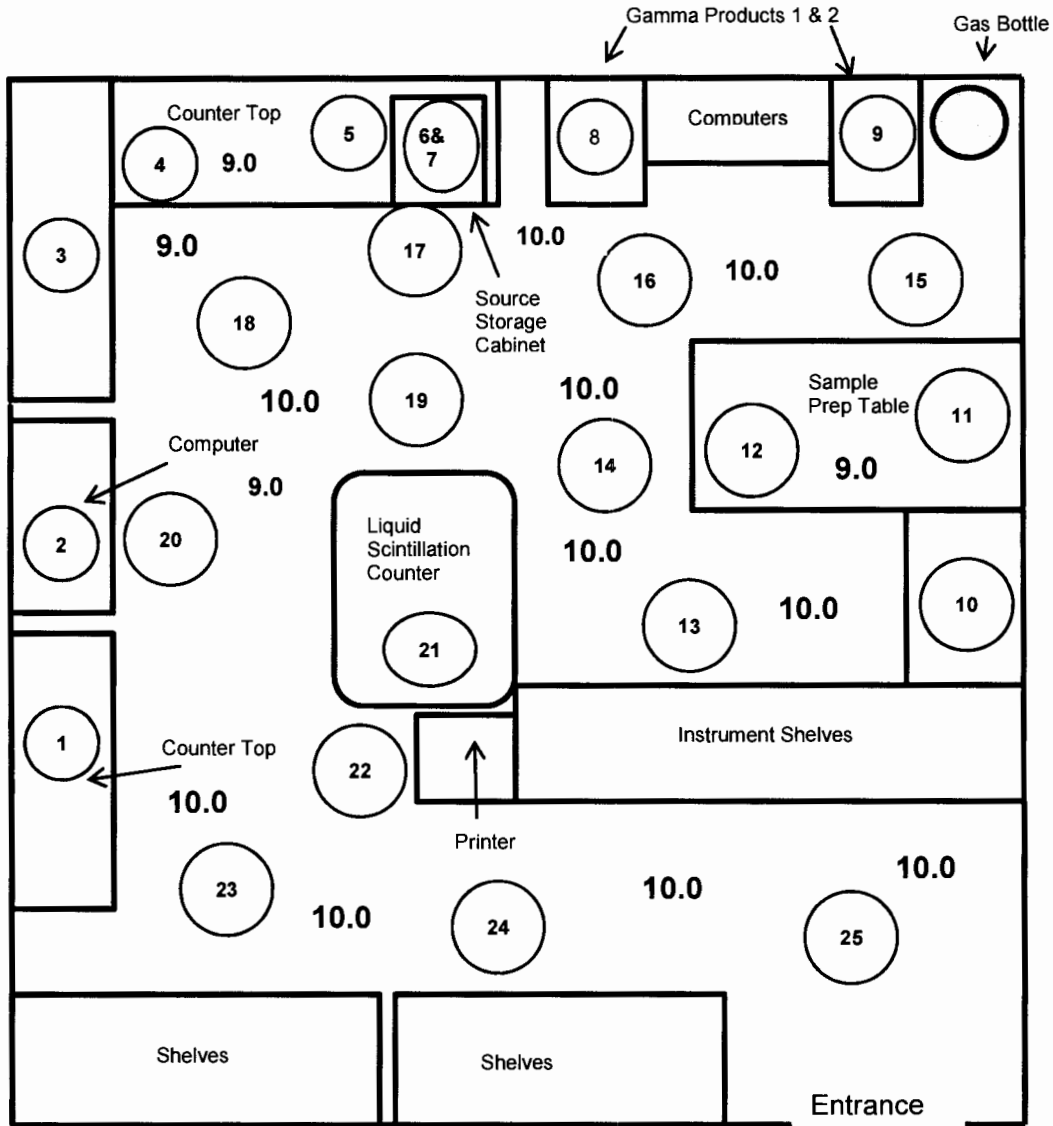 Gamma Products 1 & 2
Gas Bottle
Counter Top
5
6&
7
8
Computers
9
4
9.0
3
9.0
17
10.0
16
10.0
15
18
Source
Storage
Cabinet
10.0
19
10.0
Sample
Prep Table
11
Computer
14
12
9.0
9.0
2
20
Liquid
Scintillation
Counter
10.0
13
10.0
10
21
1
Counter Top
22
Instrument Shelves
10.0
Printer
23
10.0
24
10.0
10.0
25
Shelves
Shelves
Entrance